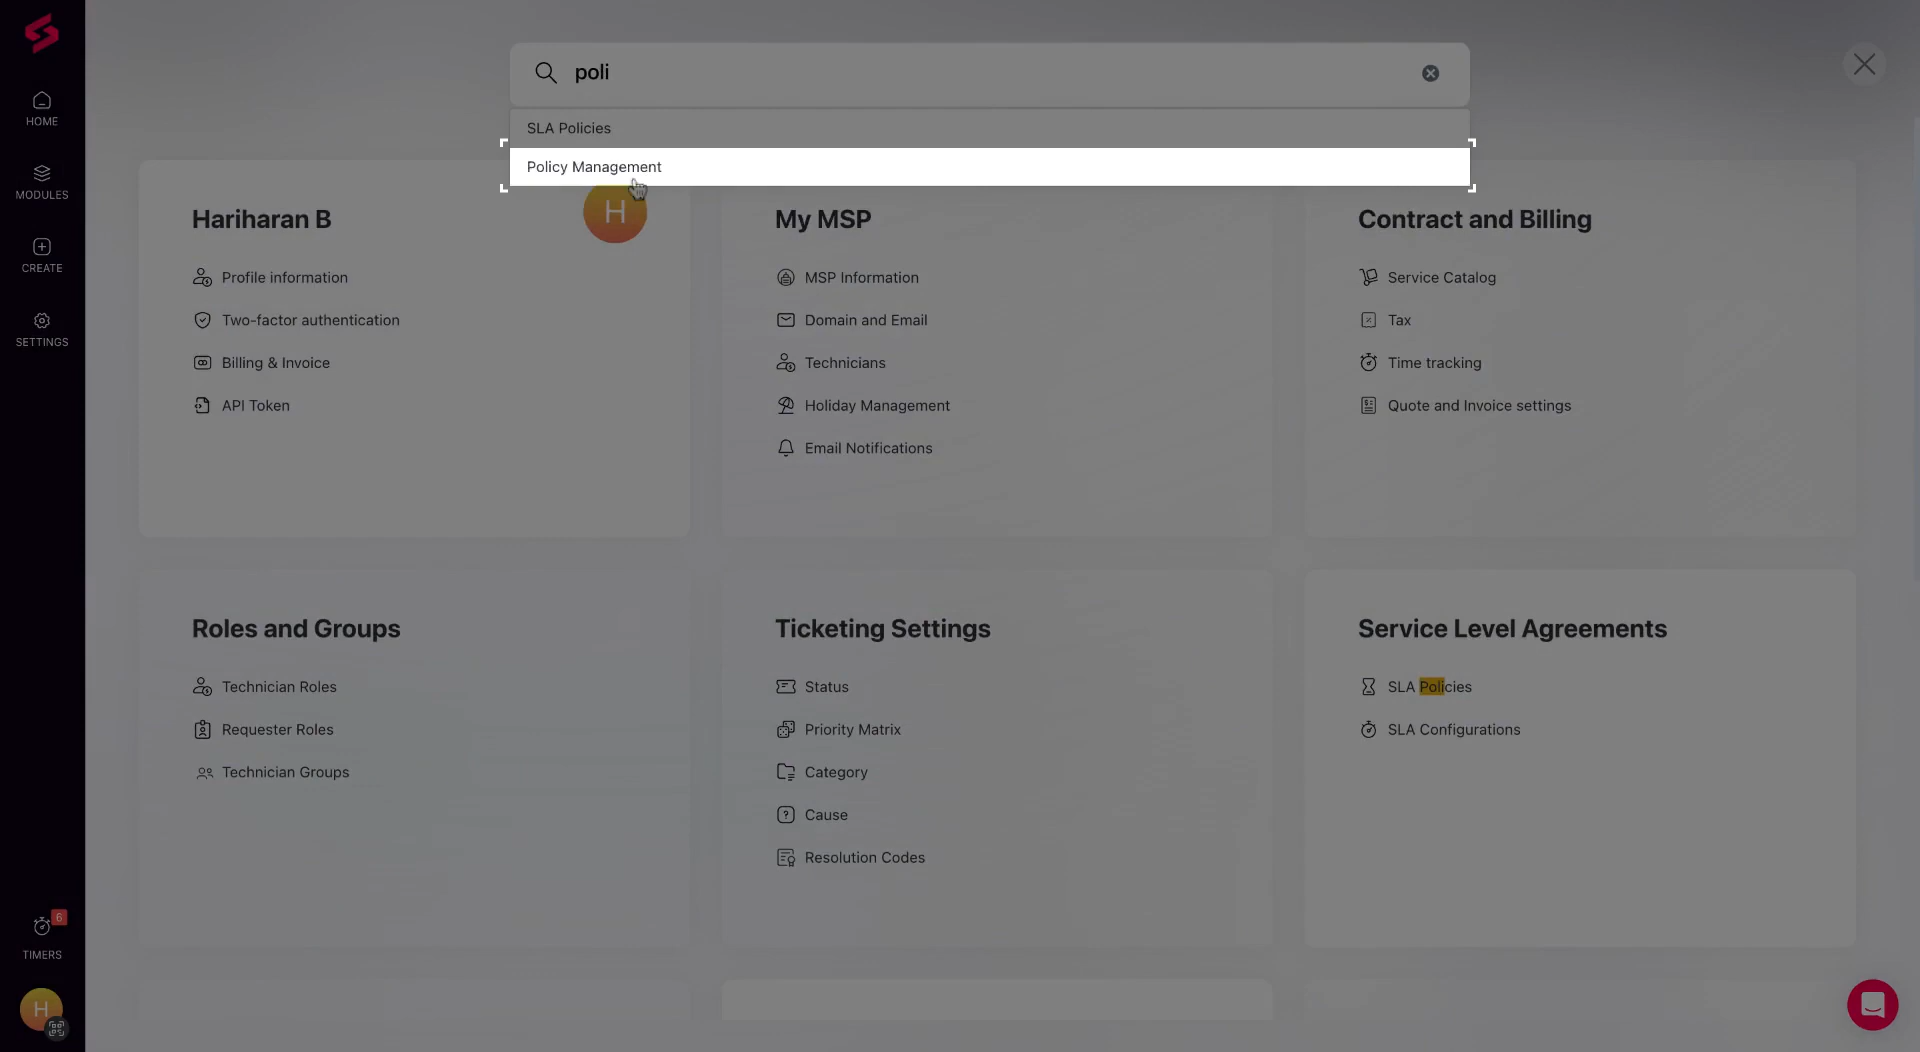 poli
SLA Policies
Policy Management
HOME
MODULES
CREATE
SETTINGS
Hariharan B
H
Profile information
Two-factor authentication
Billing & Invoice
API Token
My MSP
MSP Information
Domain and Email
Technicians
Holiday Management
Email Notifications
Contract and Billing
Service Catalog
Tax
Time tracking
Quote and Invoice settings
Roles and Groups
Technician Roles
Requester Roles
Technician Groups
Ticketing Settings
Status
Priority Matrix
Category
Cause
Resolution Codes
Service Level Agreements
SLA Policies
SLA Configurations
6
TIMERS
H